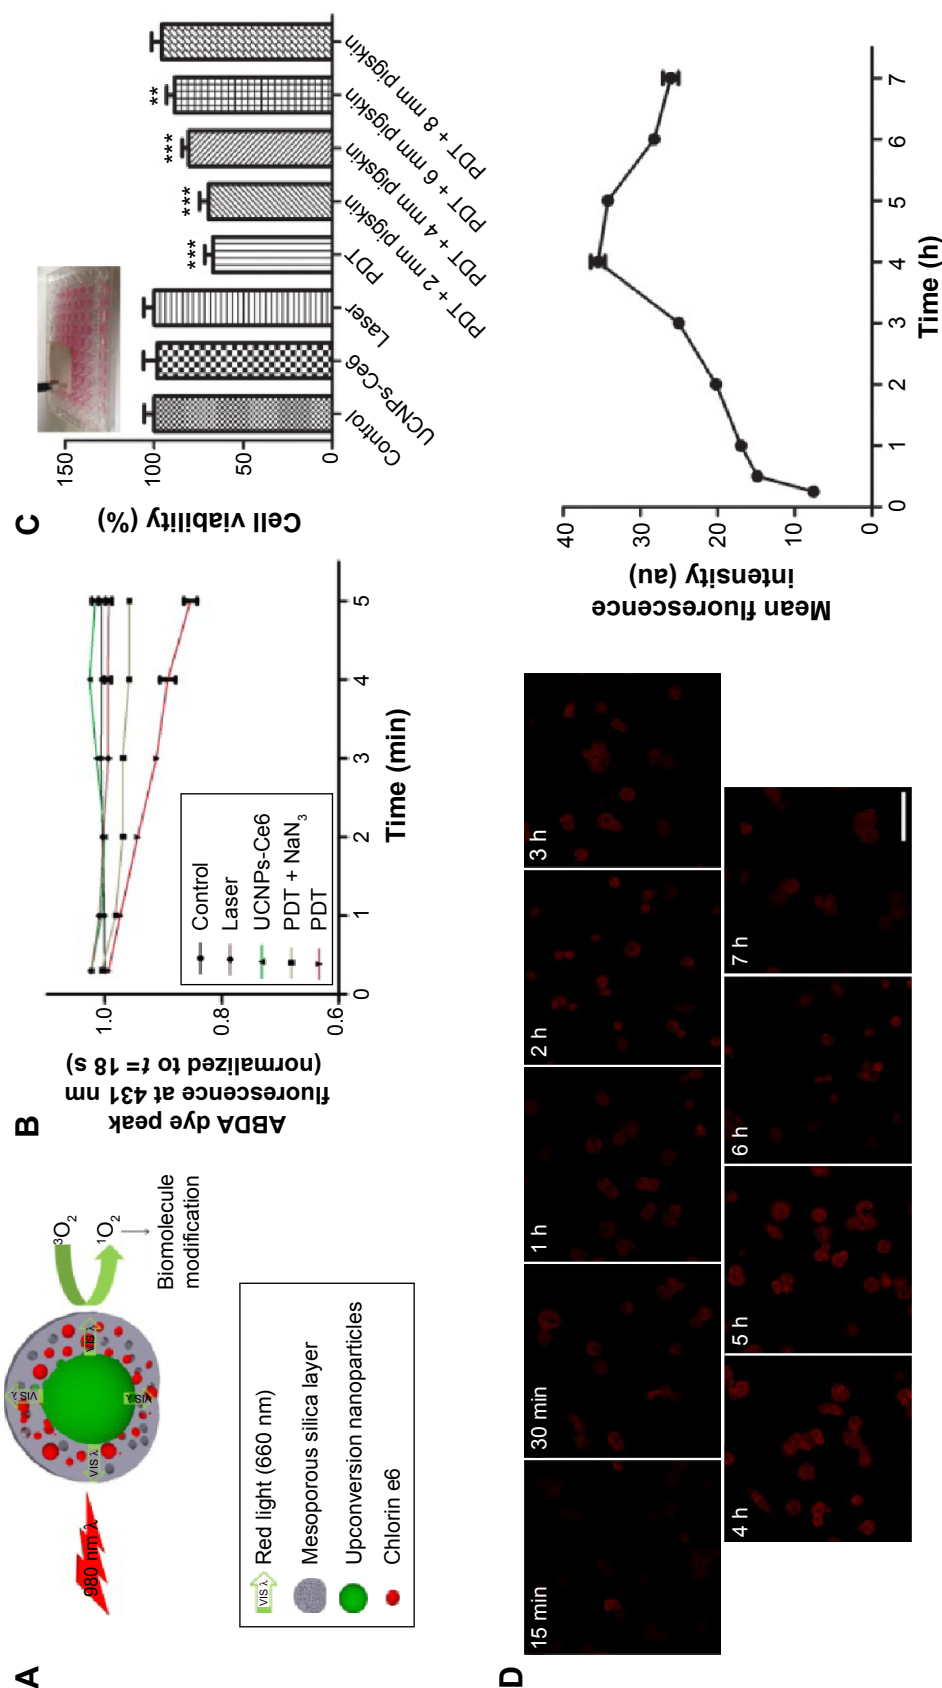 A
980 nm λ
VIS λ
VIS λ
VIS λ
VIS λ
³O₂
¹O₂
Biomolecule
modification
VIS λ
Red light (660 nm)
Mesoporous silica layer
Upconversion nanoparticles
Chlorin e6
B
ABDA dye peak
fluorescence at 431 nm
(normalized to t = 18 s)
1.0
0.8
0.6
0
1
2
3
4
5
Time (min)
Control
Laser
UCNPs-Ce6
PDT + NaN₃
PDT
C
Cell viability (%)
150
100
50
0
***
***
***
**
Control
UCNPs-Ce6
Laser
PDT
PDT + 2 mm pigskin
PDT + 4 mm pigskin
PDT + 6 mm pigskin
PDT + 8 mm pigskin
D
15 min
30 min
1 h
2 h
3 h
4 h
5 h
6 h
7 h
Mean fluorescence
intensity (au)
40
30
20
10
0
0
1
2
3
4
5
6
7
Time (h)